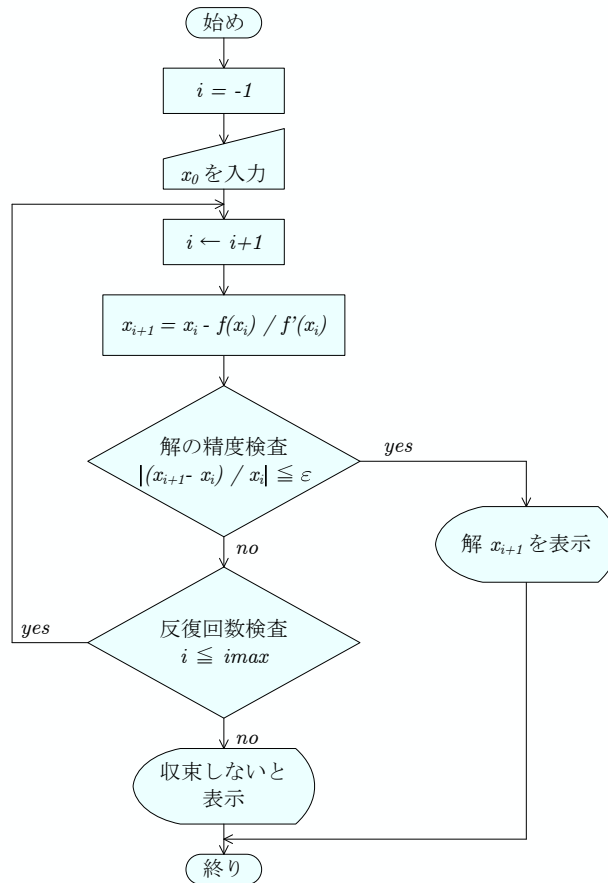 始め
i = -1
x₀ を入力
i ← i+1
xᵢ₊₁ = xᵢ - f(xᵢ) / f’(xᵢ)
解の精度検査
|(xᵢ₊₁- xᵢ) / xᵢ| ≦ ε
yes
no
解 xᵢ₊₁ を表示
反復回数検査
i ≦ imax
yes
no
収束しないと
表示
終り